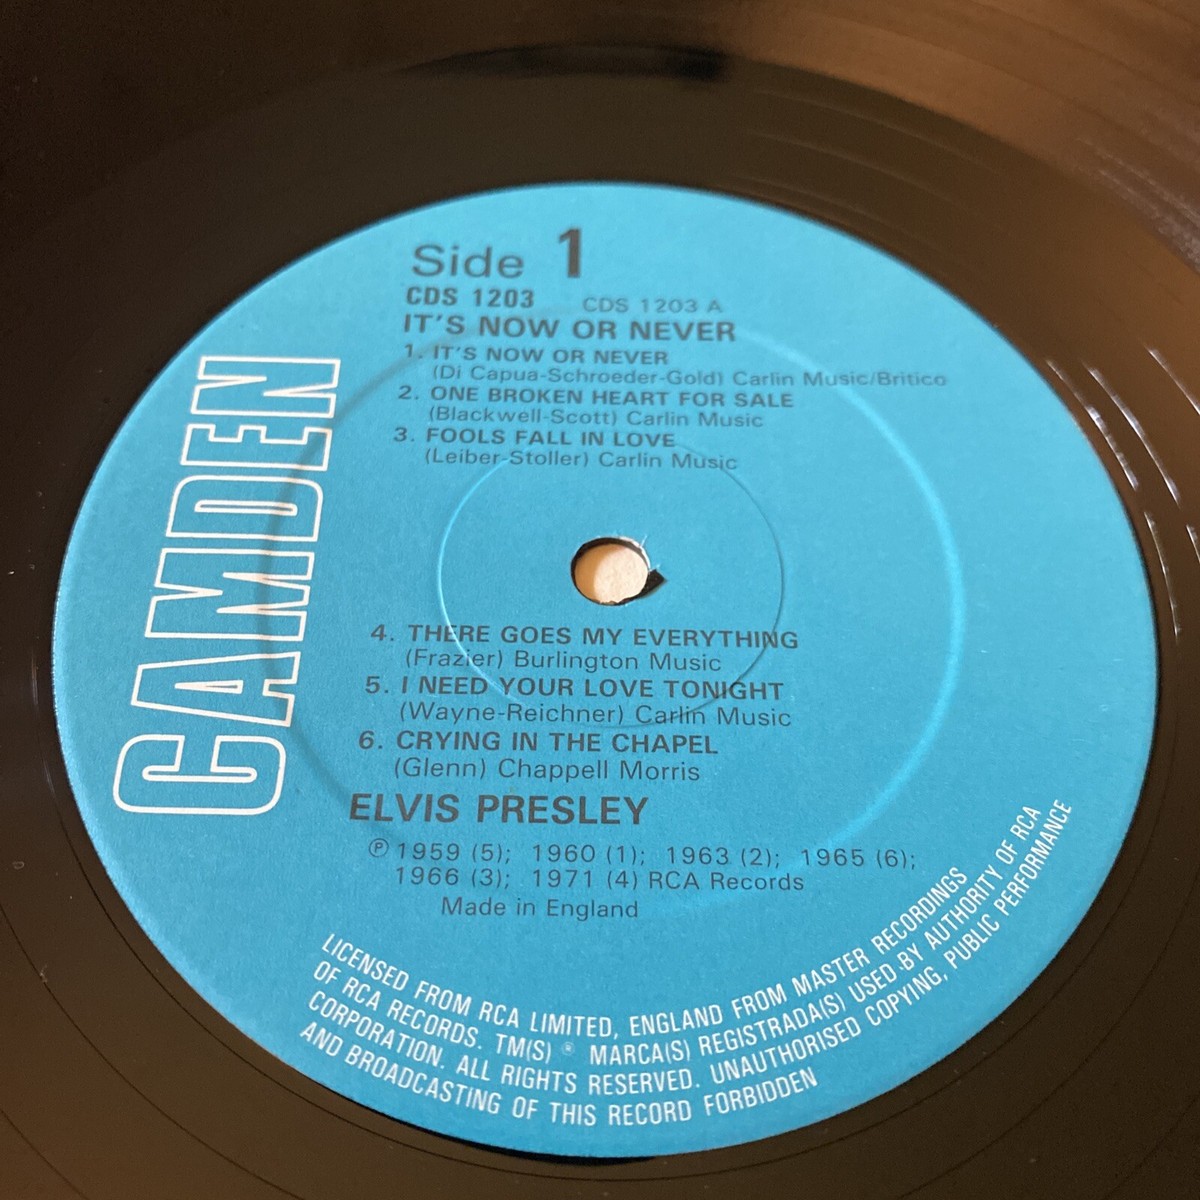 CAMDEN
Side 1
CDS 1203 CDS 1203 A
IT'S NOW OR NEVER
1. IT'S NOW OR NEVER
(Di Capua-Schroeder-Gold) Carlin Music/Britico
2. ONE BROKEN HEART FOR SALE
(Blackwell-Scott) Carlin Music
3. FOOLS FALL IN LOVE
(Leiber-Stoller) Carlin Music
4. THERE GOES MY EVERYTHING
(Frazier) Burlington Music
5. I NEED YOUR LOVE TONIGHT
(Wayne-Reichner) Carlin Music
6. CRYING IN THE CHAPEL
(Glenn) Chappell Morris
ELVIS PRESLEY
℗ 1959 (5); 1960 (1); 1963 (2); 1965 (6);
1966 (3); 1971 (4) RCA Records
Made in England
LICENSED FROM RCA LIMITED, ENGLAND FROM MASTER RECORDINGS
OF RCA RECORDS. TM(S) ® MARCA(S) REGISTRADA(S) USED BY AUTHORITY OF RCA
CORPORATION. ALL RIGHTS RESERVED. UNAUTHORISED COPYING, PUBLIC PERFORMANCE
AND BROADCASTING OF THIS RECORD FORBIDDEN